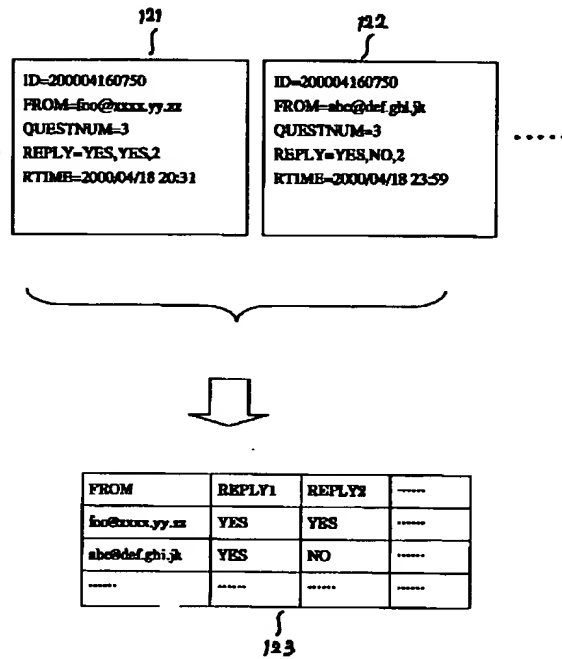 121
ID=200004160750
FROM=foo@xxxx.yy.zz
QUESTNUM=3
REPLY=YES,YES,2
RTIME=2000/04/18 20:31
122
ID=200004160750
FROM=abc@def.ghi.jk
QUESTNUM=3
REPLY=YES,NO,2
RTIME=2000/04/18 23:59
......
FROM REPLY1 REPLY2 ......
foo@xxxx.yy.zz YES YES ......
abc@def.ghi.jk YES NO ......
...... ...... ...... ......
123